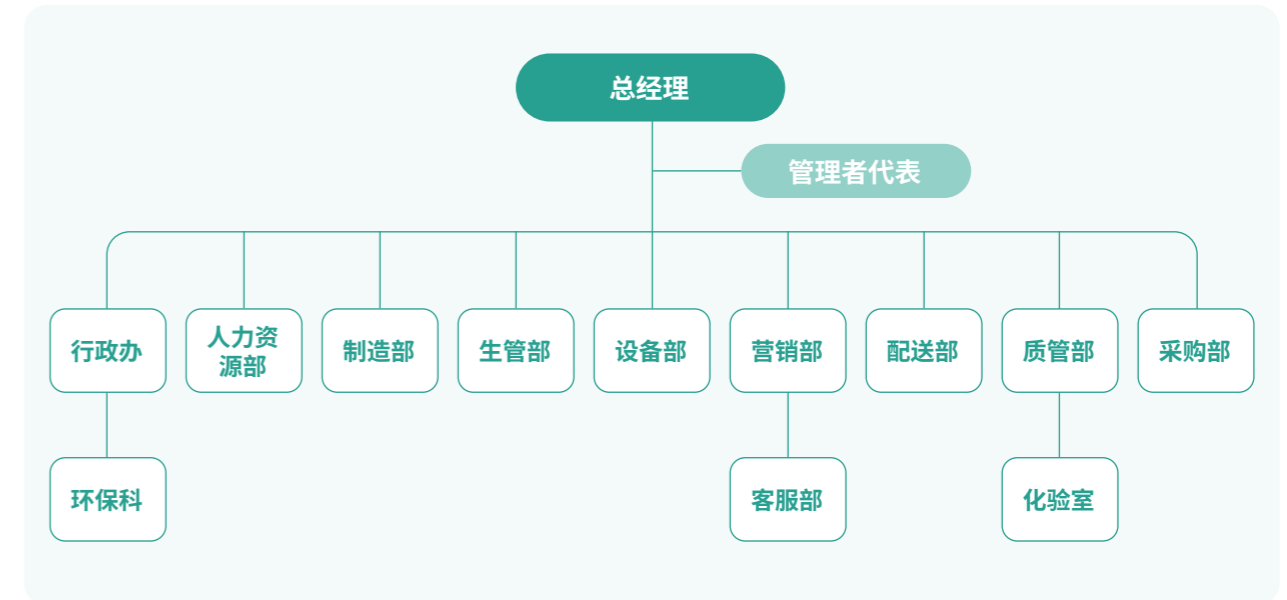 总经理
管理者代表
行政办
人力资
源部
制造部
生管部
设备部
营销部
配送部
质管部
采购部
环保科
客服部
化验室